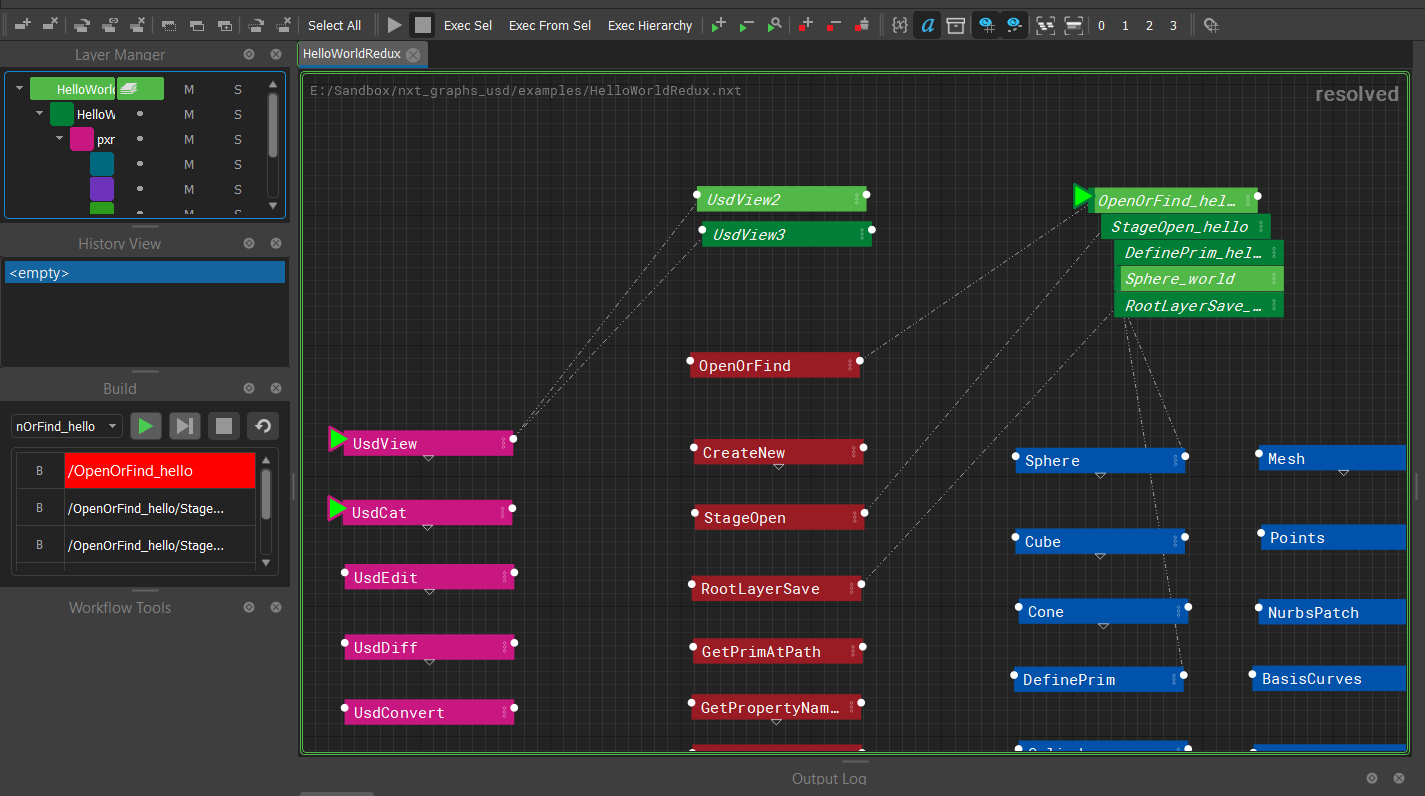 Select All Exec Sel Exec From Sel Exec Hierarchy {x} a 0 1 2 3
Layer Manger
HelloWorld M S
HelloW M S
pxr M S
M S
M S
M S
History View
<empty>
Build
nOrFind_hello
B /OpenOrFind_hello
B /OpenOrFind_hello/Stage...
B /OpenOrFind_hello/Stage...
Workflow Tools
HelloWorldRedux
E:/Sandbox/nxt_graphs_usd/examples/HelloWorldRedux.nxt
resolved
UsdView2
UsdView3
OpenOrFind_hel…
StageOpen_hello
DefinePrim_hel…
Sphere_world
RootLayerSave_…
OpenOrFind
UsdView
CreateNew
Sphere
Mesh
UsdCat
StageOpen
Cube
Points
UsdEdit
RootLayerSave
Cone
NurbsPatch
UsdDiff
GetPrimAtPath
DefinePrim
BasisCurves
UsdConvert
GetPropertyNam…
Output Log